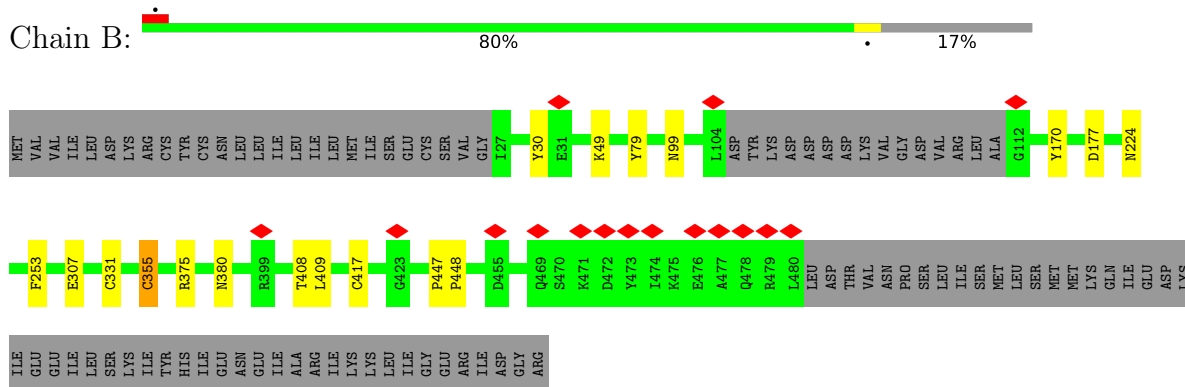 Chain B:
80%
17%
MET VAL VAL ILE LEU ASP LYS ARG CYS TYR CYS ASN LEU LEU ILE LEU ILE LEU MET ILE SER GLU CYS SER VAL GLY I27 Y30 E31 K49 Y79 N99 L104 ASP TYR LYS ASP ASP ASP ASP LYS VAL GLY ASP VAL ARG LEU ALA G112 Y170 D177 N224
F253 E307 C331 C355 R375 N380 R399 T408 L409 C417 G423 P447 P448 D455 Q469 S470 K471 D472 Y473 I474 K475 E476 A477 Q478 R479 L480 LEU ASP THR VAL ASN PRO SER LEU ILE SER MET LEU SER MET MET LYS GLN ILE GLU ASP LYS
ILE GLU GLU ILE LEU SER LYS ILE TYR HIS ILE GLU ASN GLU ILE ALA ARG ILE LYS LYS LEU ILE GLY GLU ARG ILE ASP GLY ARG